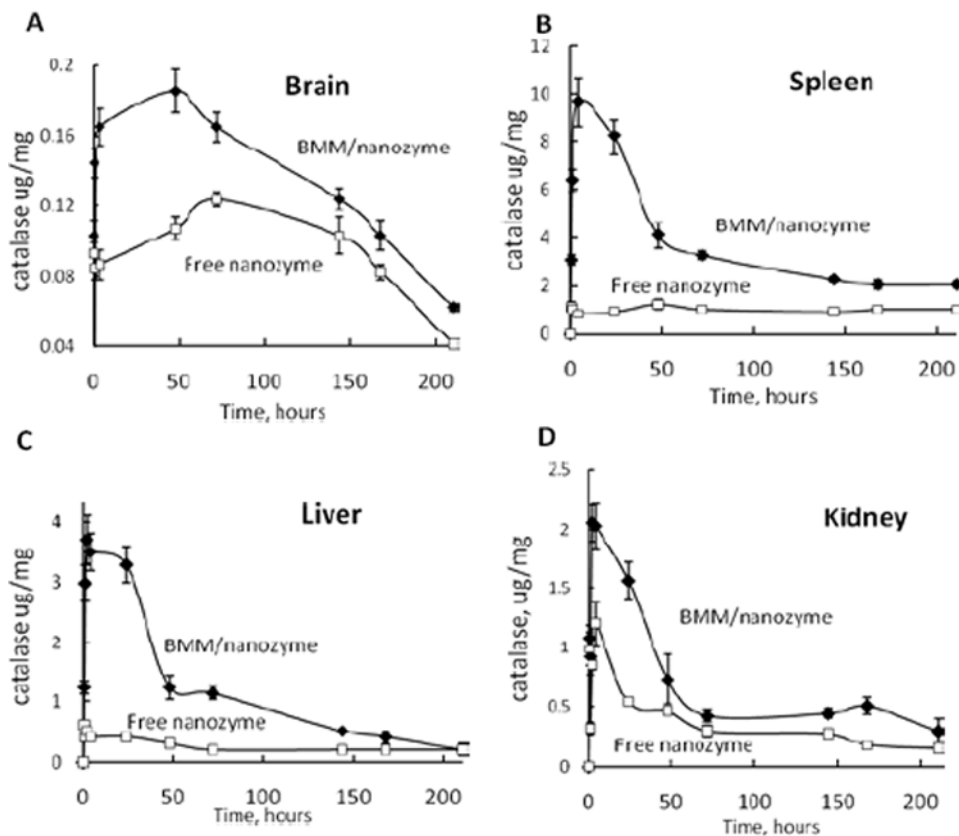 A
Brain
catalase ug/mg
0.2
0.16
0.12
0.08
0.04
BMM/nanozyme
Free nanozyme
0 50 100 150 200
Time, hours
B
Spleen
catalase ug/mg
12
10
8
6
4
2
0
BMM/nanozyme
Free nanozyme
0 50 100 150 200
Time, hours
C
Liver
catalase ug/mg
4
3
2
1
0
BMM/nanozyme
Free nanozyme
0 50 100 150 200
Time, hours
D
Kidney
catalase, ug/mg
2.5
2
1.5
1
0.5
0
BMM/nanozyme
Free nanozyme
0 50 100 150 200
Time, hours